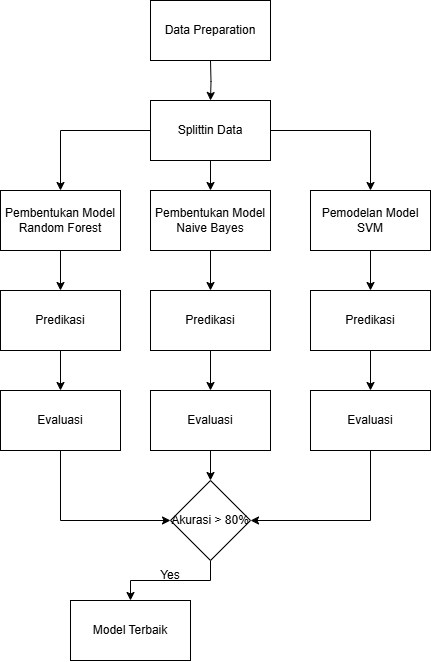 Data Preparation
Splittin Data
Pembentukan Model
Random Forest
Pembentukan Model
Naive Bayes
Pemodelan Model
SVM
Predikasi
Predikasi
Predikasi
Evaluasi
Evaluasi
Evaluasi
Akurasi > 80%
Yes
Model Terbaik